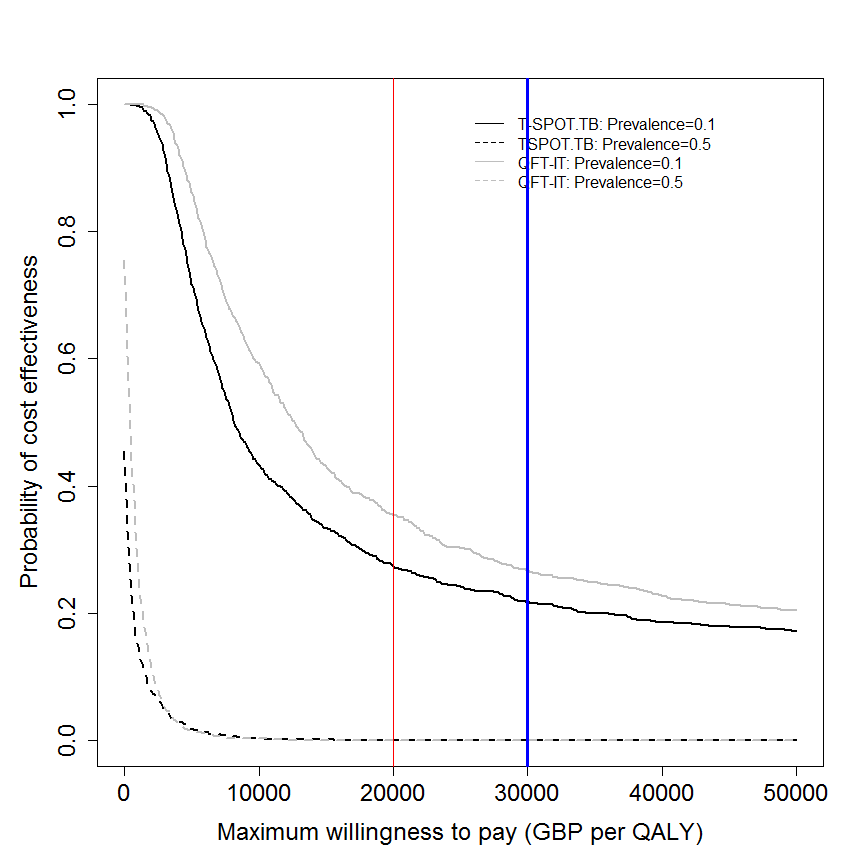 T-SPOT.TB: Prevalence=0.1
TSPOT.TB: Prevalence=0.5
QFT-IT: Prevalence=0.1
QFT-IT: Prevalence=0.5
Probability of cost effectiveness
1.0
0.8
0.6
0.4
0.2
0.0
0 10000 20000 30000 40000 50000
Maximum willingness to pay (GBP per QALY)